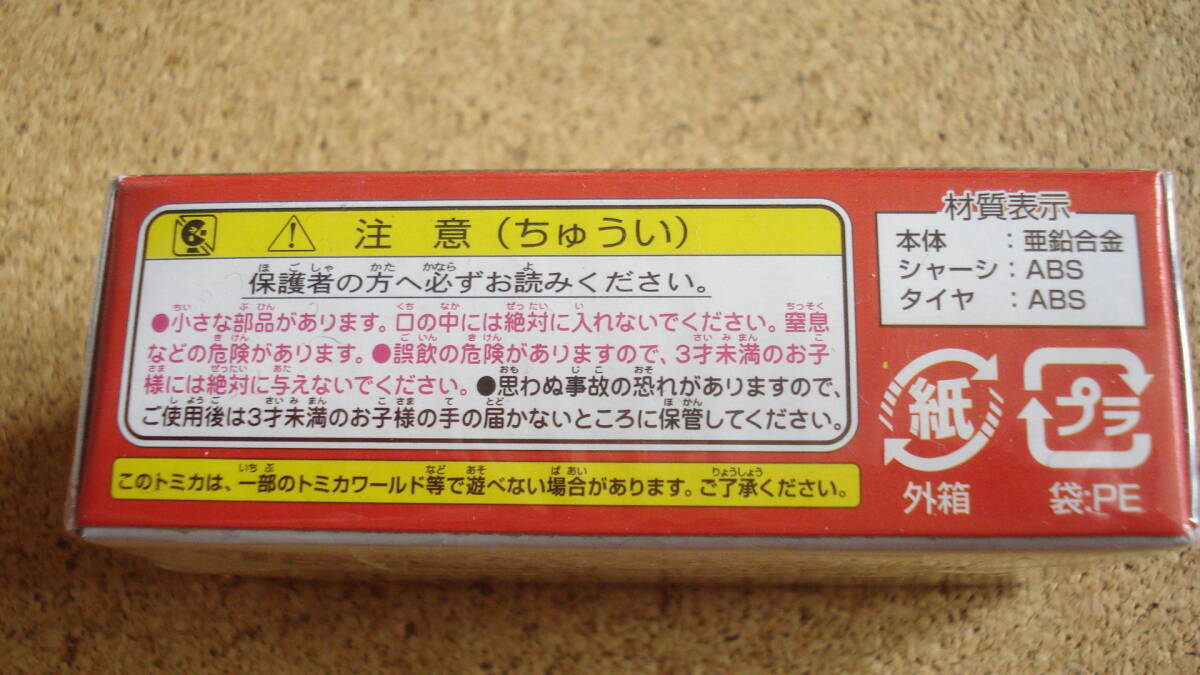 注意(ちゅうい)
保護者の方へ必ずお読みください。
●小さな部品があります。口の中には絶対に入れないでください。窒息
などの危険があります。●誤飲の危険がありますので、3才未満のお子
様には絶対に与えないでください。●思わぬ事故の恐れがありますので、
ご使用後は3才未満のお子様の手の届かないところに保管してください。
このトミカは、一部のトミカワールド等で遊べない場合があります。ご了承ください。
材質表示
本体 :亜鉛合金
シャーシ:ABS
タイヤ :ABS
紙
外箱
プラ
袋:PE